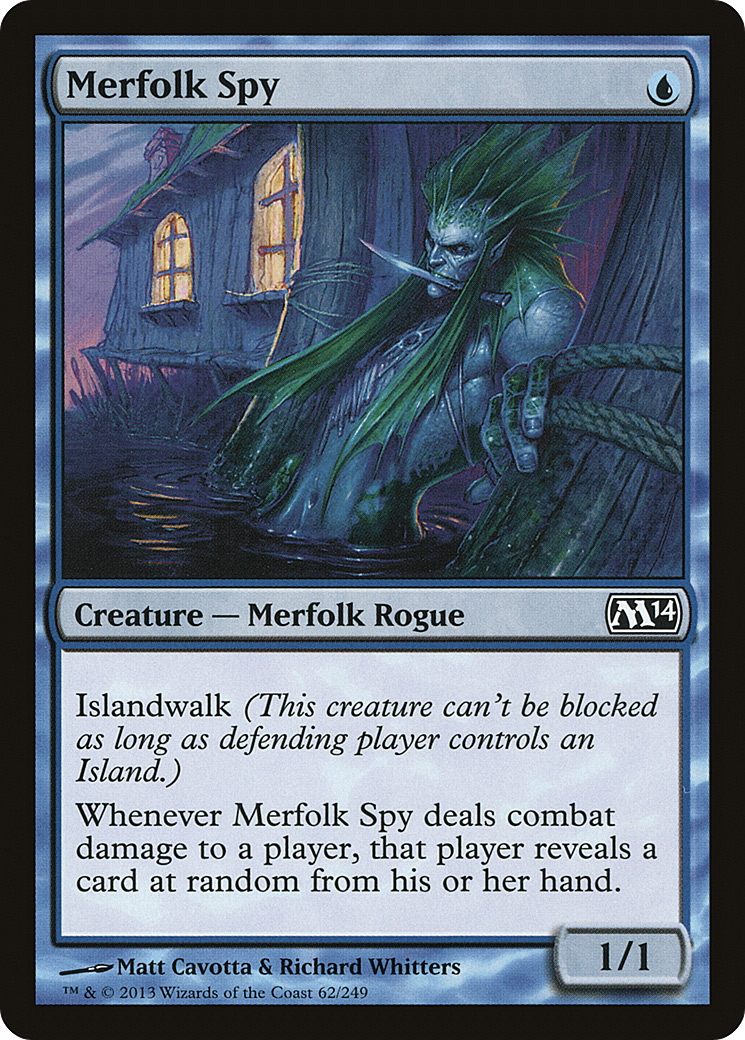 Merfolk Spy
Creature — Merfolk Rogue
M14
Islandwalk (This creature can't be blocked
as long as defending player controls an
Island.)
Whenever Merfolk Spy deals combat
damage to a player, that player reveals a
card at random from his or her hand.
1/1
Matt Cavotta & Richard Whitters
™ & © 2013 Wizards of the Coast 62/249